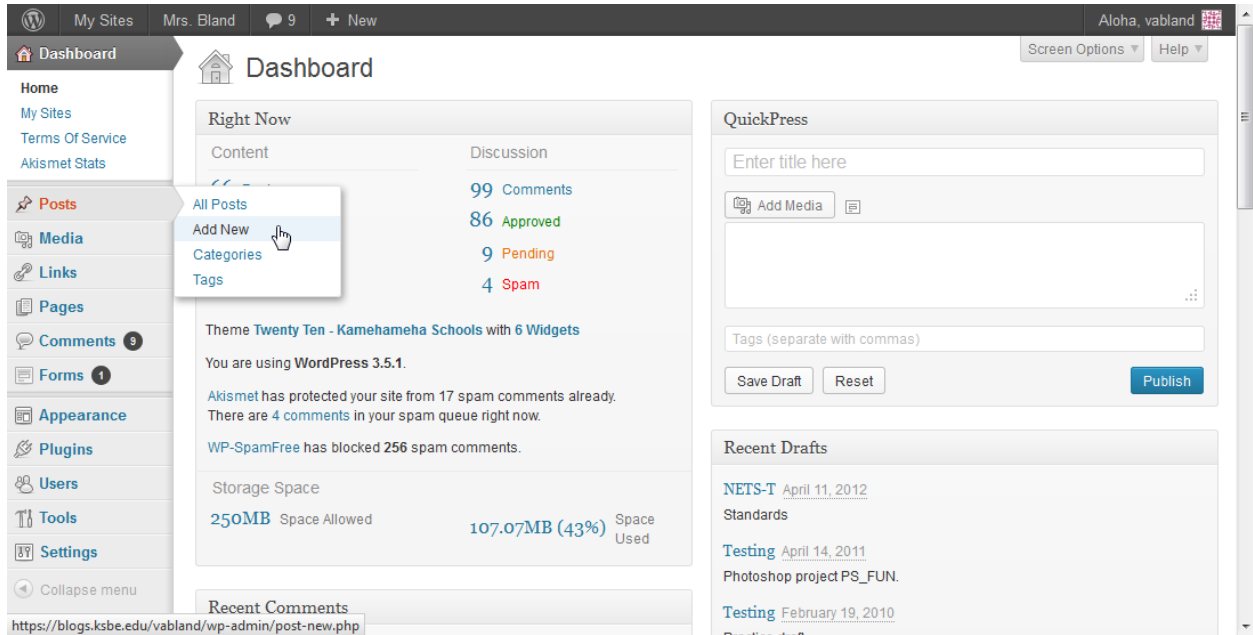 My Sites Mrs. Bland 9 New Aloha, vabland
Dashboard
Home
My Sites
Terms Of Service
Akismet Stats
Posts
Media
Links
Pages
Comments 9
Forms 1
Appearance
Plugins
Users
Tools
Settings
Collapse menu
All Posts
Add New
Categories
Tags
Screen Options Help
Dashboard
Right Now
Content
Discussion
99 Comments
86 Approved
9 Pending
4 Spam
Theme Twenty Ten - Kamehameha Schools with 6 Widgets
You are using WordPress 3.5.1.
Akismet has protected your site from 17 spam comments already.
There are 4 comments in your spam queue right now.
WP-SpamFree has blocked 256 spam comments.
Storage Space
250MB Space Allowed
107.07MB (43%) Space Used
Recent Comments
QuickPress
Enter title here
Add Media
Tags (separate with commas)
Save Draft Reset Publish
Recent Drafts
NETS-T April 11, 2012
Standards
Testing April 14, 2011
Photoshop project PS_FUN.
Testing February 19, 2010
https://blogs.ksbe.edu/vabland/wp-admin/post-new.php